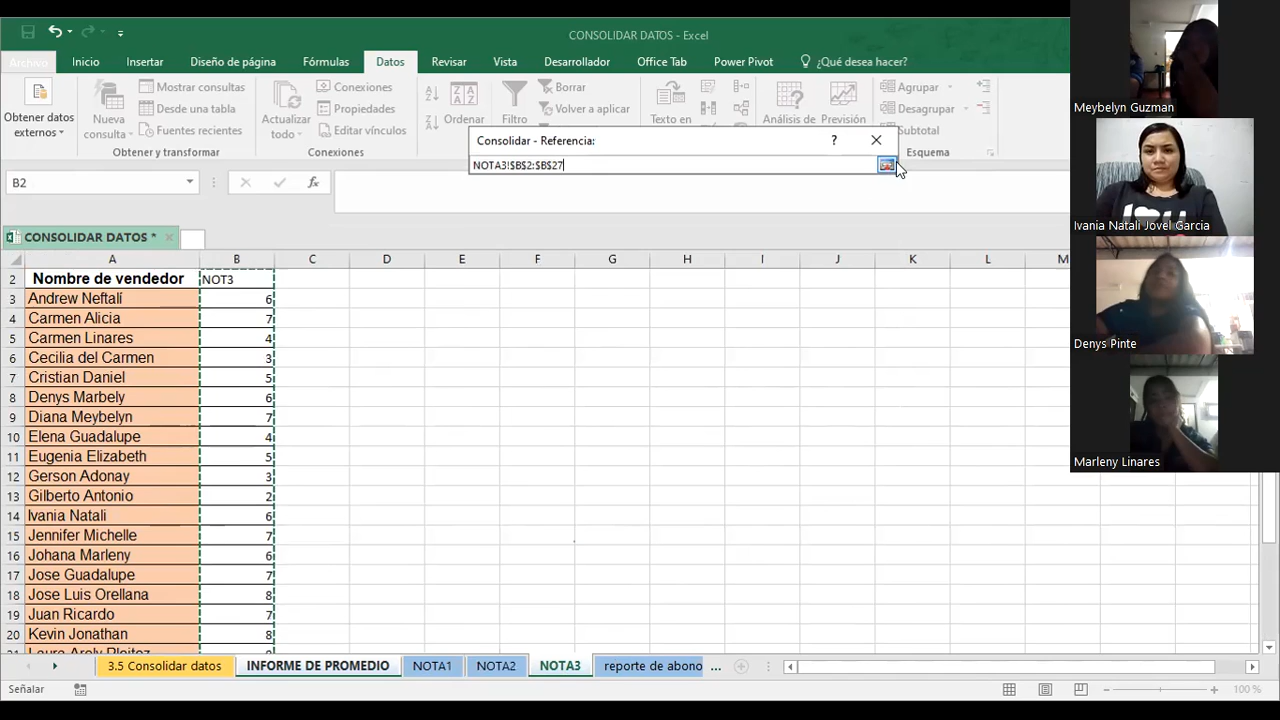 CONSOLIDAR DATOS - Excel
Archivo Inicio Insertar Diseño de página Fórmulas Datos Revisar Vista Desarrollador Office Tab Power Pivot ¿Qué desea hacer?
Obtener datos externos
Nueva consulta
Mostrar consultas
Desde una tabla
Fuentes recientes
Obtener y transformar
Actualizar todo
Conexiones
Propiedades
Editar vínculos
Conexiones
Ordenar
Borrar
Volver a aplicar
Texto en
Análisis de
Previsión
Agrupar
Desagrupar
Subtotal
Esquema
Consolidar - Referencia: ?
NOTA3!$B$2:$B$27
B2 fx
CONSOLIDAR DATOS *
A B C D E F G H I J K L M
2 Nombre de vendedor NOT3
3 Andrew Neftalí 6
4 Carmen Alicia 7
5 Carmen Linares 4
6 Cecilia del Carmen 3
7 Cristian Daniel 5
8 Denys Marbely 6
9 Diana Meybelyn 7
10 Elena Guadalupe 4
11 Eugenia Elizabeth 5
12 Gerson Adonay 3
13 Gilberto Antonio 2
14 Ivania Natali 6
15 Jennifer Michelle 7
16 Johana Marleny 6
17 Jose Guadalupe 7
18 Jose Luis Orellana 8
19 Juan Ricardo 7
20 Kevin Jonathan 8
3.5 Consolidar datos INFORME DE PROMEDIO NOTA1 NOTA2 NOTA3 reporte de abono ...
Señalar 100 %
Meybelyn Guzman
Ivania Natali Jovel Garcia
Denys Pinte
Marleny Linares